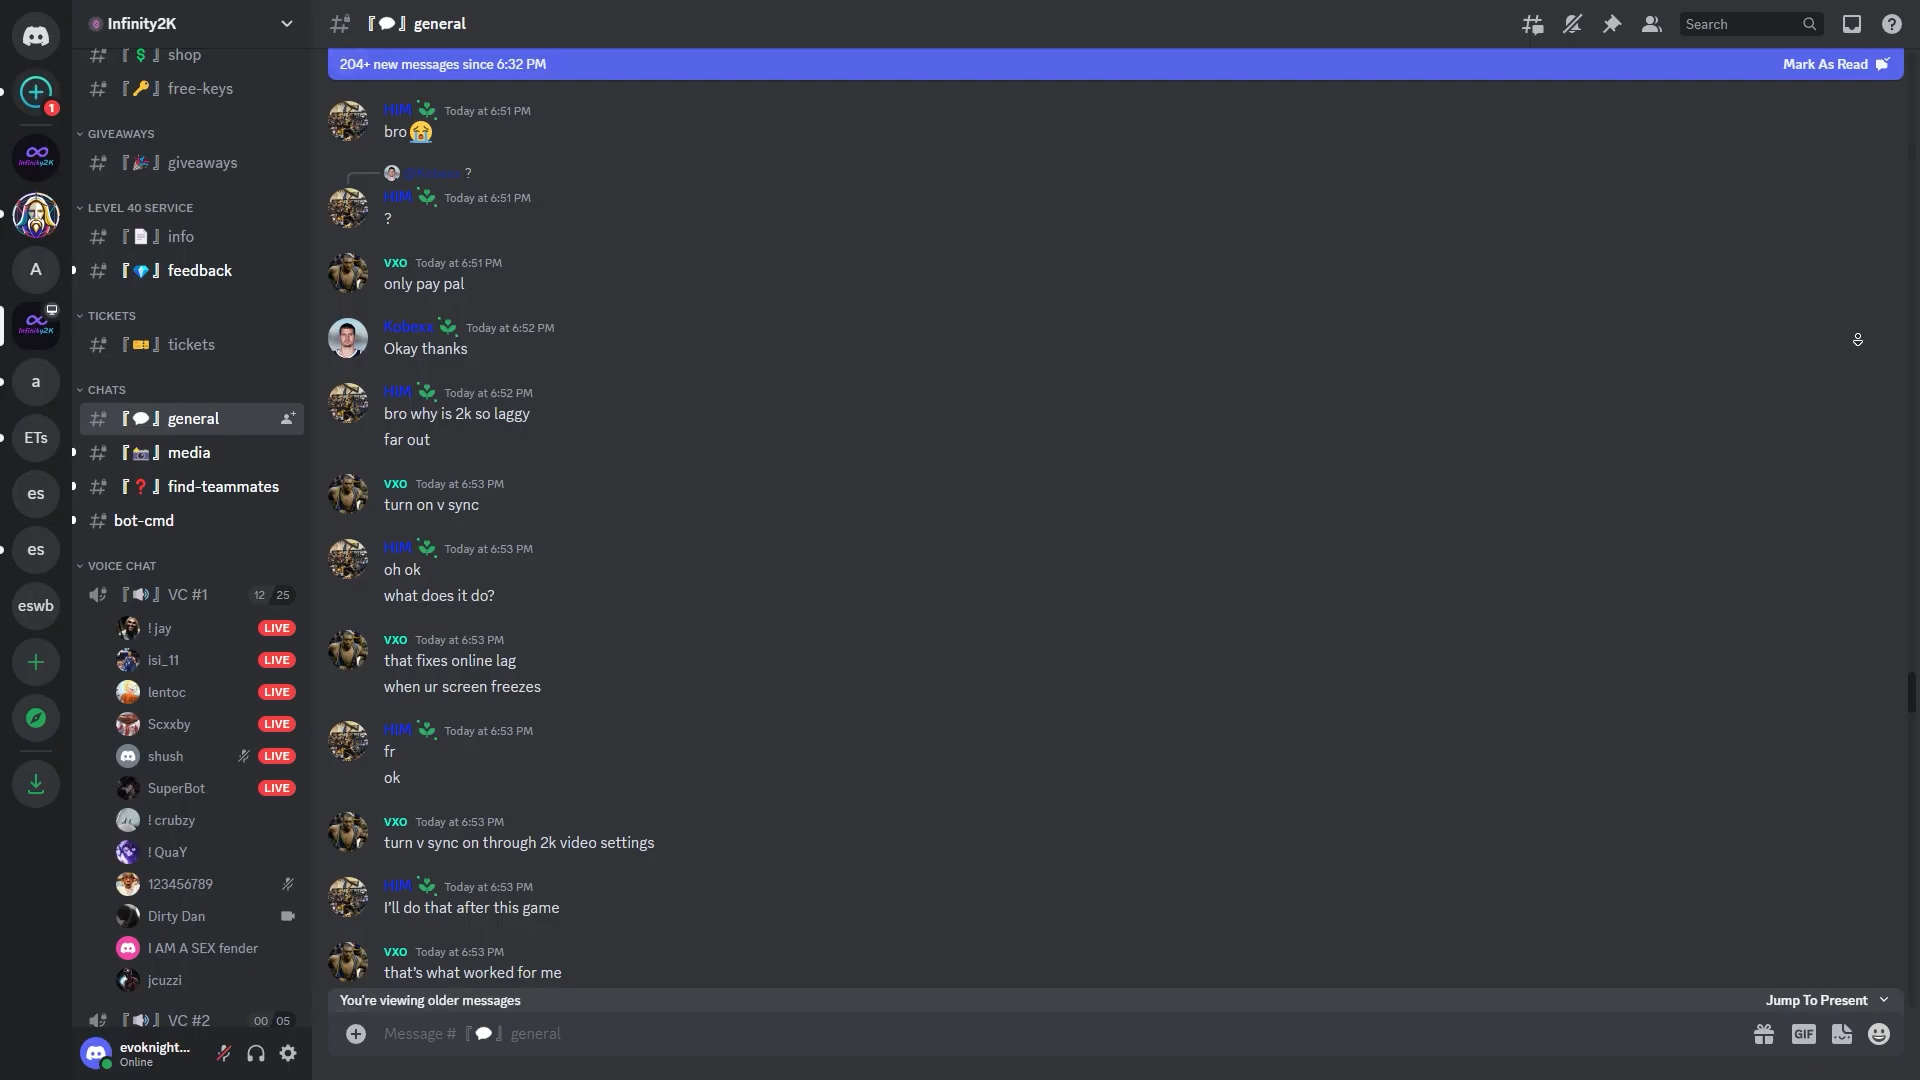 Infinity2K
『💬』 general
Search
204+ new messages since 6:32 PM
Mark As Read
1
『💲』 shop
『🔑』 free-keys
GIVEAWAYS
『🎉』 giveaways
LEVEL 40 SERVICE
『📄』 info
『💎』 feedback
TICKETS
『🎫』 tickets
CHATS
『💬』 general
『📸』 media
『❓』 find-teammates
bot-cmd
VOICE CHAT
『🔊』 VC #1 12 25
! jay LIVE
isi_11 LIVE
lentoc LIVE
Scxxby LIVE
shush LIVE
SuperBot LIVE
! crubzy
! QuaY
123456789
Dirty Dan
I AM A SEX fender
jcuzzi
『🔊』 VC #2 00 05
evoknight...
Online
Infinity2K
A
Infinity2K
a
ETs
es
es
eswb
HIM Today at 6:51 PM
bro😭
?
HIM Today at 6:51 PM
?
VXO Today at 6:51 PM
only pay pal
Kobexx Today at 6:52 PM
Okay thanks
HIM Today at 6:52 PM
bro why is 2k so laggy
far out
VXO Today at 6:53 PM
turn on v sync
HIM Today at 6:53 PM
oh ok
what does it do?
VXO Today at 6:53 PM
that fixes online lag
when ur screen freezes
HIM Today at 6:53 PM
fr
ok
VXO Today at 6:53 PM
turn v sync on through 2k video settings
HIM Today at 6:53 PM
I'll do that after this game
VXO Today at 6:53 PM
that's what worked for me
You're viewing older messages
Jump To Present
Message # 『💬』 general
GIF